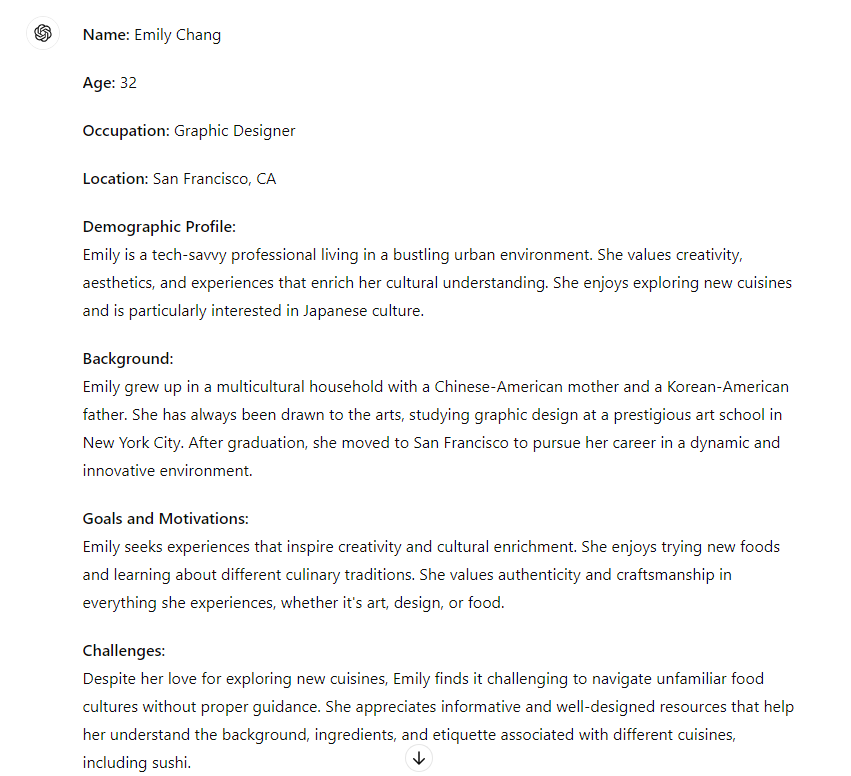 Name: Emily Chang
Age: 32
Occupation: Graphic Designer
Location: San Francisco, CA
Demographic Profile:
Emily is a tech-savvy professional living in a bustling urban environment. She values creativity,
aesthetics, and experiences that enrich her cultural understanding. She enjoys exploring new cuisines
and is particularly interested in Japanese culture.
Background:
Emily grew up in a multicultural household with a Chinese-American mother and a Korean-American
father. She has always been drawn to the arts, studying graphic design at a prestigious art school in
New York City. After graduation, she moved to San Francisco to pursue her career in a dynamic and
innovative environment.
Goals and Motivations:
Emily seeks experiences that inspire creativity and cultural enrichment. She enjoys trying new foods
and learning about different culinary traditions. She values authenticity and craftsmanship in
everything she experiences, whether it's art, design, or food.
Challenges:
Despite her love for exploring new cuisines, Emily finds it challenging to navigate unfamiliar food
cultures without proper guidance. She appreciates informative and well-designed resources that help
her understand the background, ingredients, and etiquette associated with different cuisines,
including sushi.